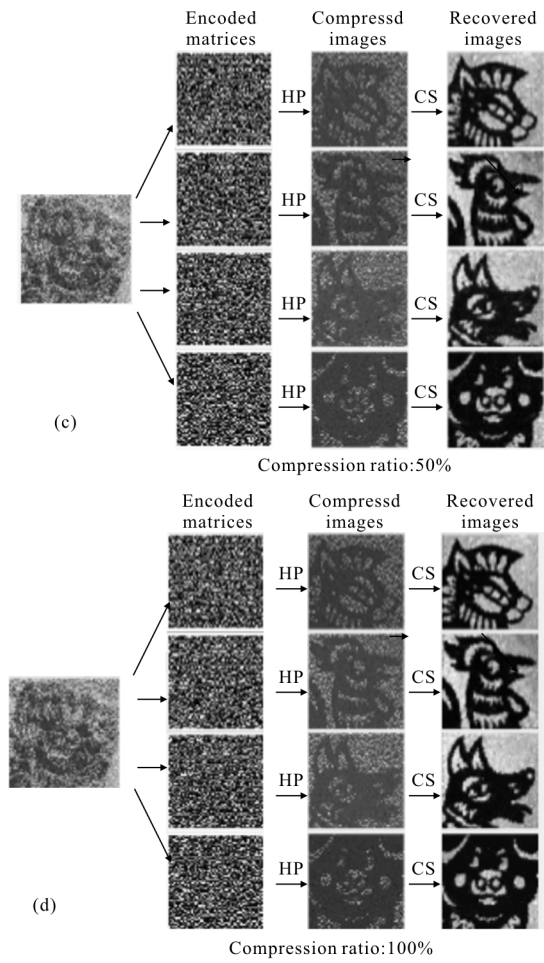 Encoded matrices
Compressd images
Recovered images
HP
CS
HP
CS
HP
CS
HP
CS
(c)
Compression ratio:50%
Encoded matrices
Compressd images
Recovered images
HP
CS
HP
CS
HP
CS
HP
CS
(d)
Compression ratio:100%